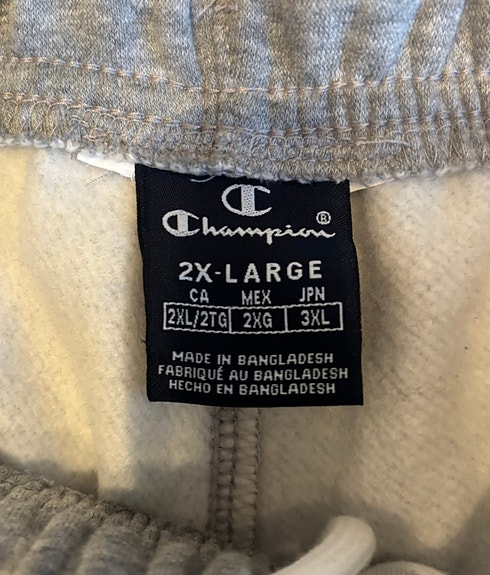 Champion®
2X-LARGE
CA MEX JPN
2XL/2TG 2XG 3XL
MADE IN BANGLADESH
FABRIQUÉ AU BANGLADESH
HECHO EN BANGLADESH